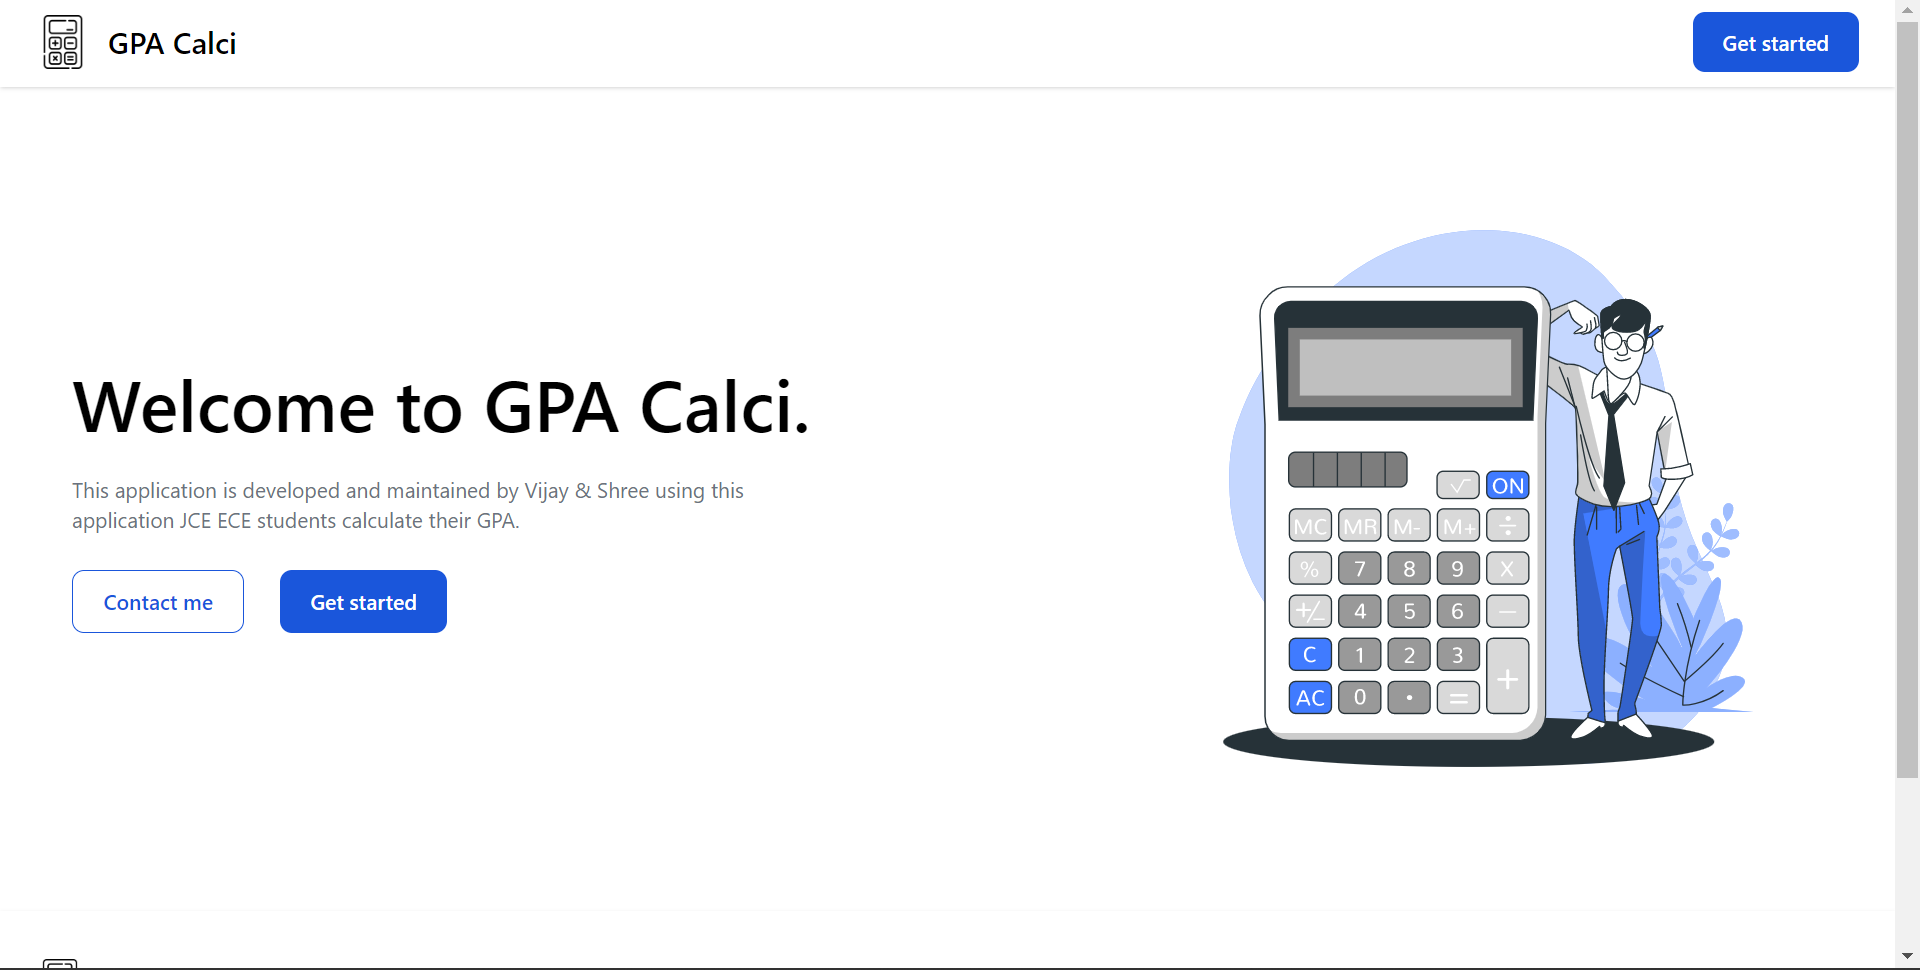 GPA Calci
Get started
Welcome to GPA Calci.
This application is developed and maintained by Vijay & Shree using this
application JCE ECE students calculate their GPA.
Contact me
Get started
√ ON
MC MR M- M+ ÷
% 7 8 9 X
+/_ 4 5 6 −
C 1 2 3
+
AC 0 · =